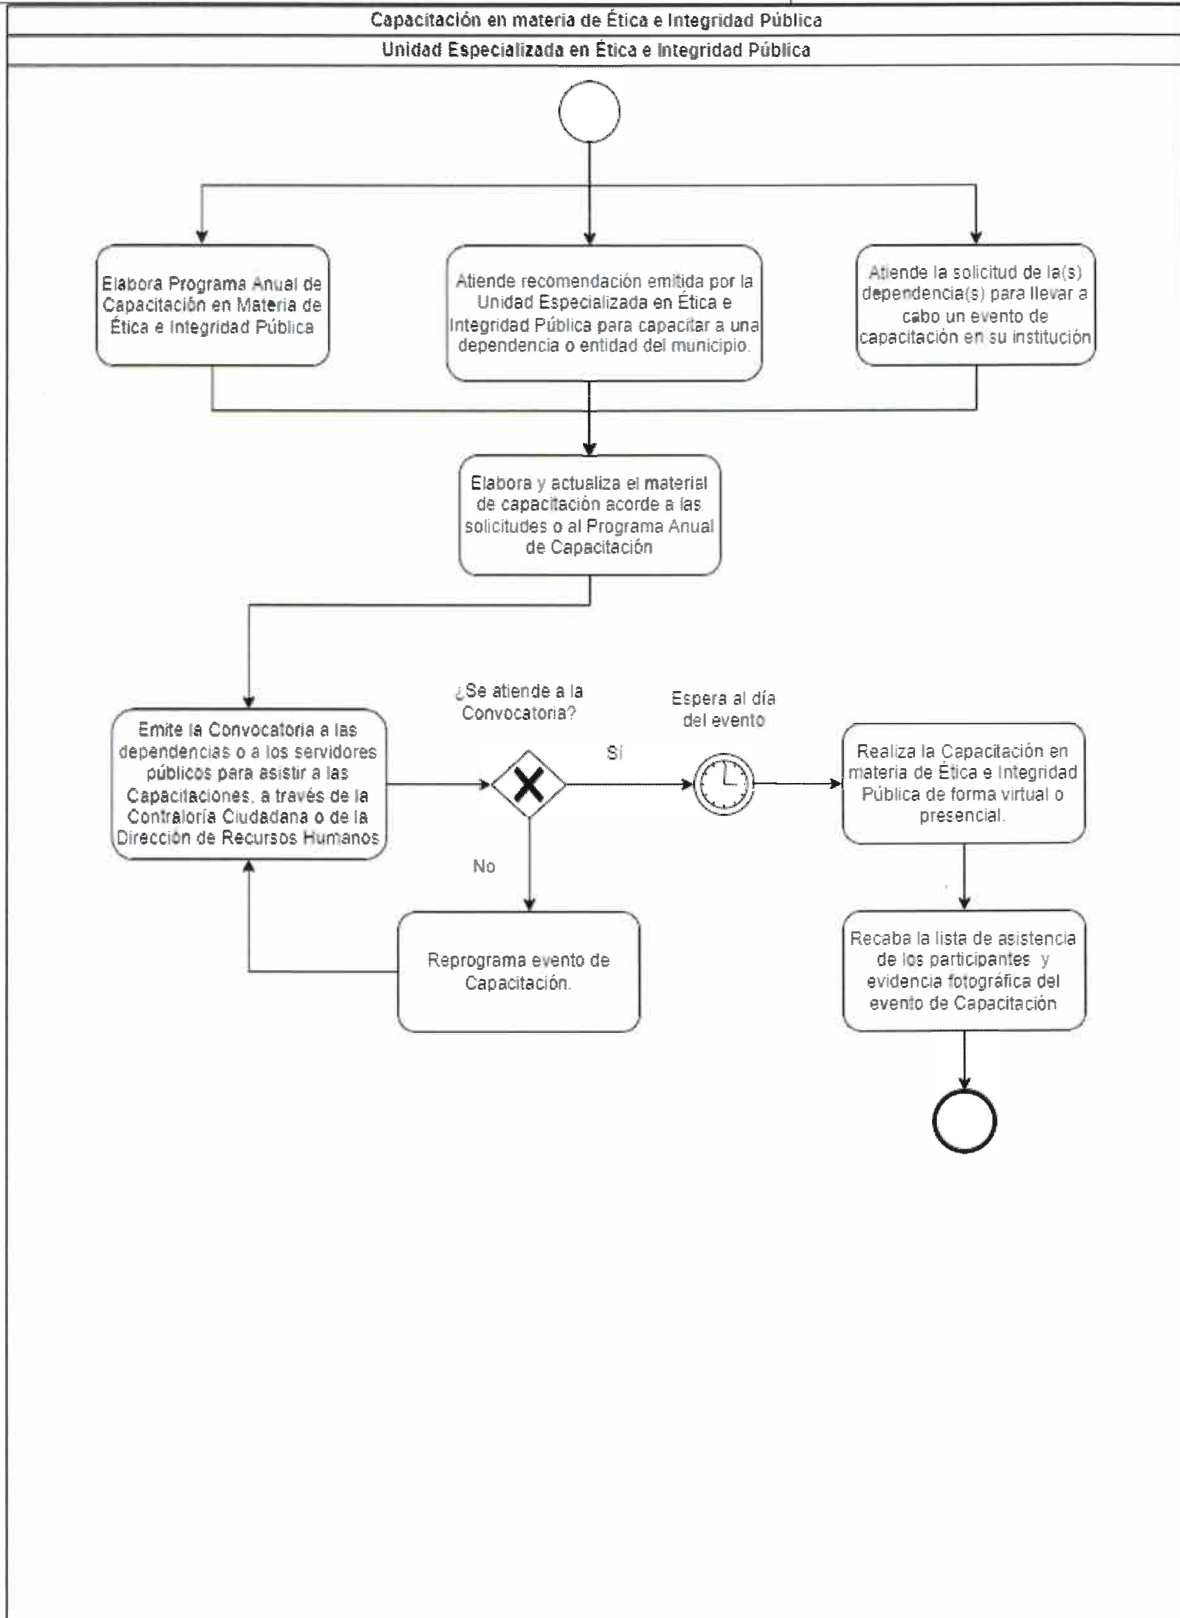 Capacitación en materia de Ética e Integridad Pública
Unidad Especializada en Ética e Integridad Pública
Elabora Programa Anual de
Capacitación en Materia de
Ética e Integridad Pública
Atiende recomendación emitida por la
Unidad Especializada en Ética e
Integridad Pública para capacitar a una
dependencia o entidad del municipio.
Atiende la solicitud de la(s)
dependencia(s) para llevar a
cabo un evento de
capacitación en su institución
Elabora y actualiza el material
de capacitación acorde a las
solicitudes o al Programa Anual
de Capacitación
Emite la Convocatoria a las
dependencias o a los servidores
públicos para asistir a las
Capacitaciones, a través de la
Contraloría Ciudadana o de la
Dirección de Recursos Humanos
¿Se atiende a la
Convocatoria?
Sí
No
Espera al día
del evento
Realiza la Capacitación en
materia de Ética e Integridad
Pública de forma virtual o
presencial.
Reprograma evento de
Capacitación.
Recaba la lista de asistencia
de los participantes y
evidencia fotográfica del
evento de Capacitación